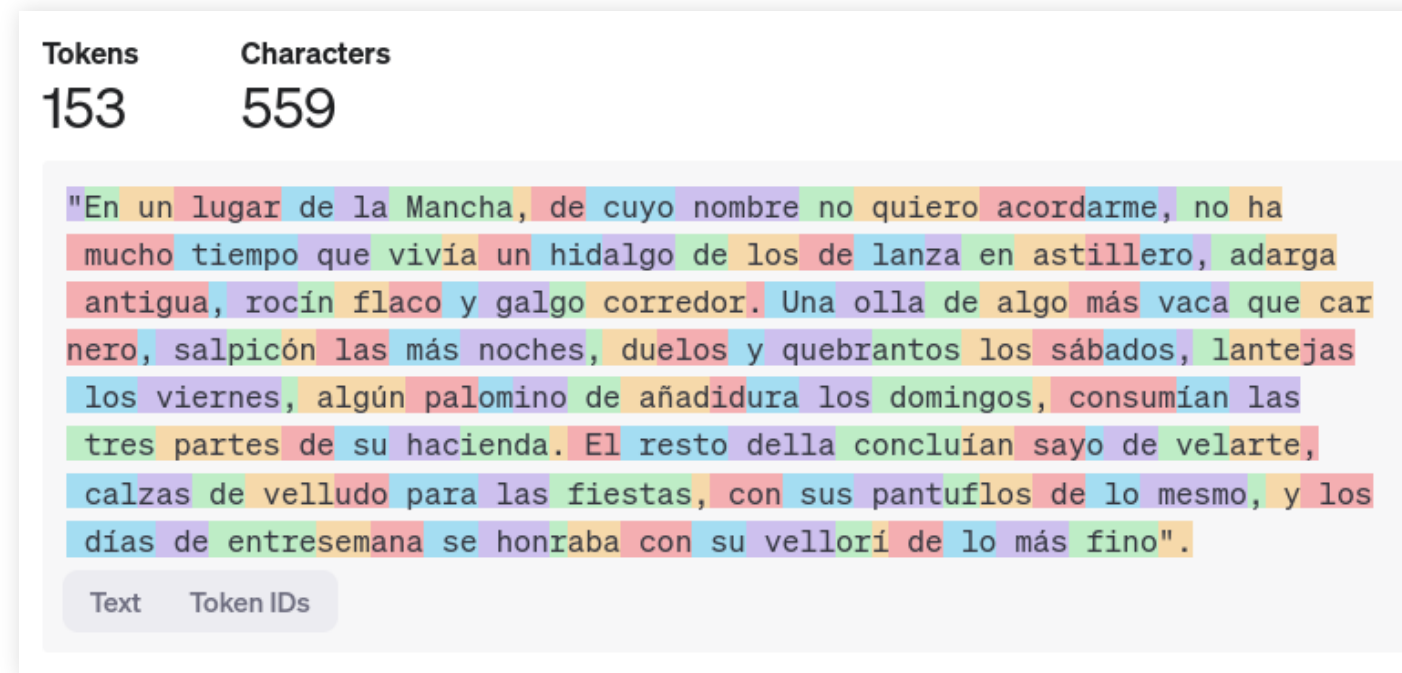 Tokens Characters
153 559
"En un lugar de la Mancha, de cuyo nombre no quiero acordarme, no ha
mucho tiempo que vivía un hidalgo de los de lanza en astillero, adarga
antigua, rocín flaco y galgo corredor. Una olla de algo más vaca que car
nero, salpicón las más noches, duelos y quebrantos los sábados, lantejas
los viernes, algún palomino de añadidura los domingos, consumían las
tres partes de su hacienda. El resto della concluían sayo de velarte,
calzas de velludo para las fiestas, con sus pantuflos de lo mesmo, y los
días de entresemana se honraba con su vellorí de lo más fino".
Text Token IDs